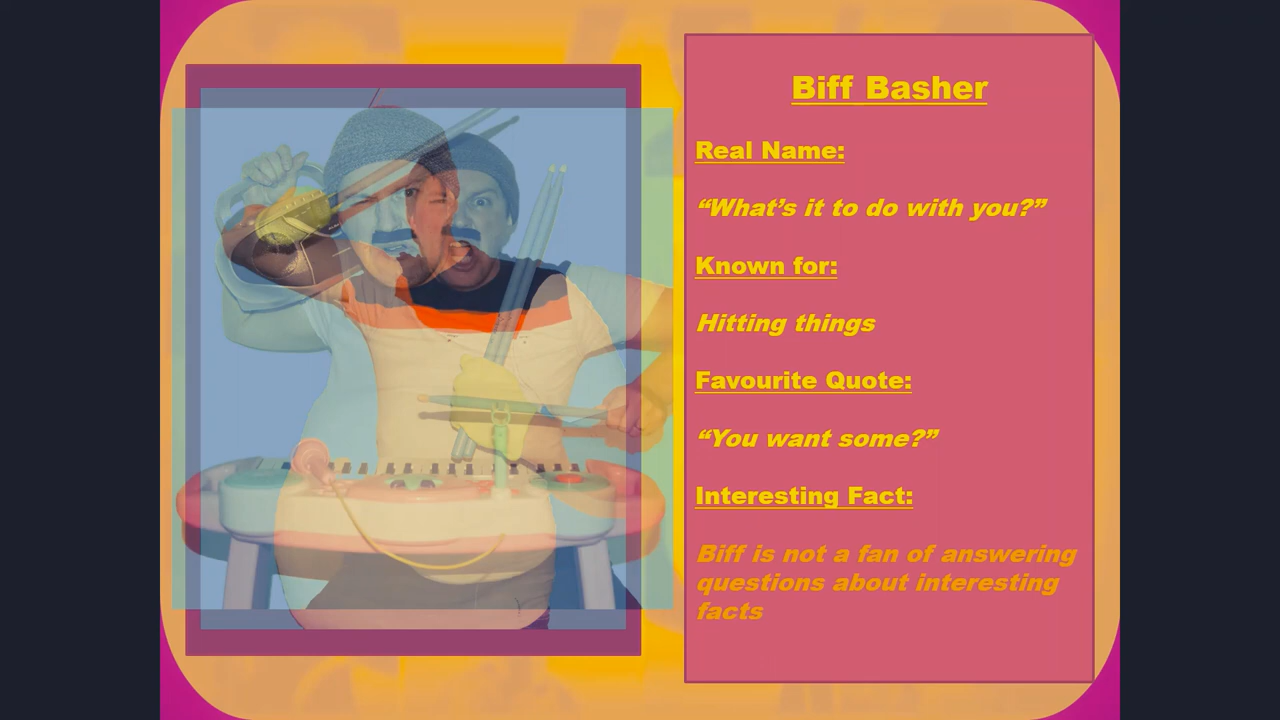 Biff Basher
Real Name:
“What’s it to do with you?”
Known for:
Hitting things
Favourite Quote:
“You want some?”
Interesting Fact:
Biff is not a fan of answering
questions about interesting
facts